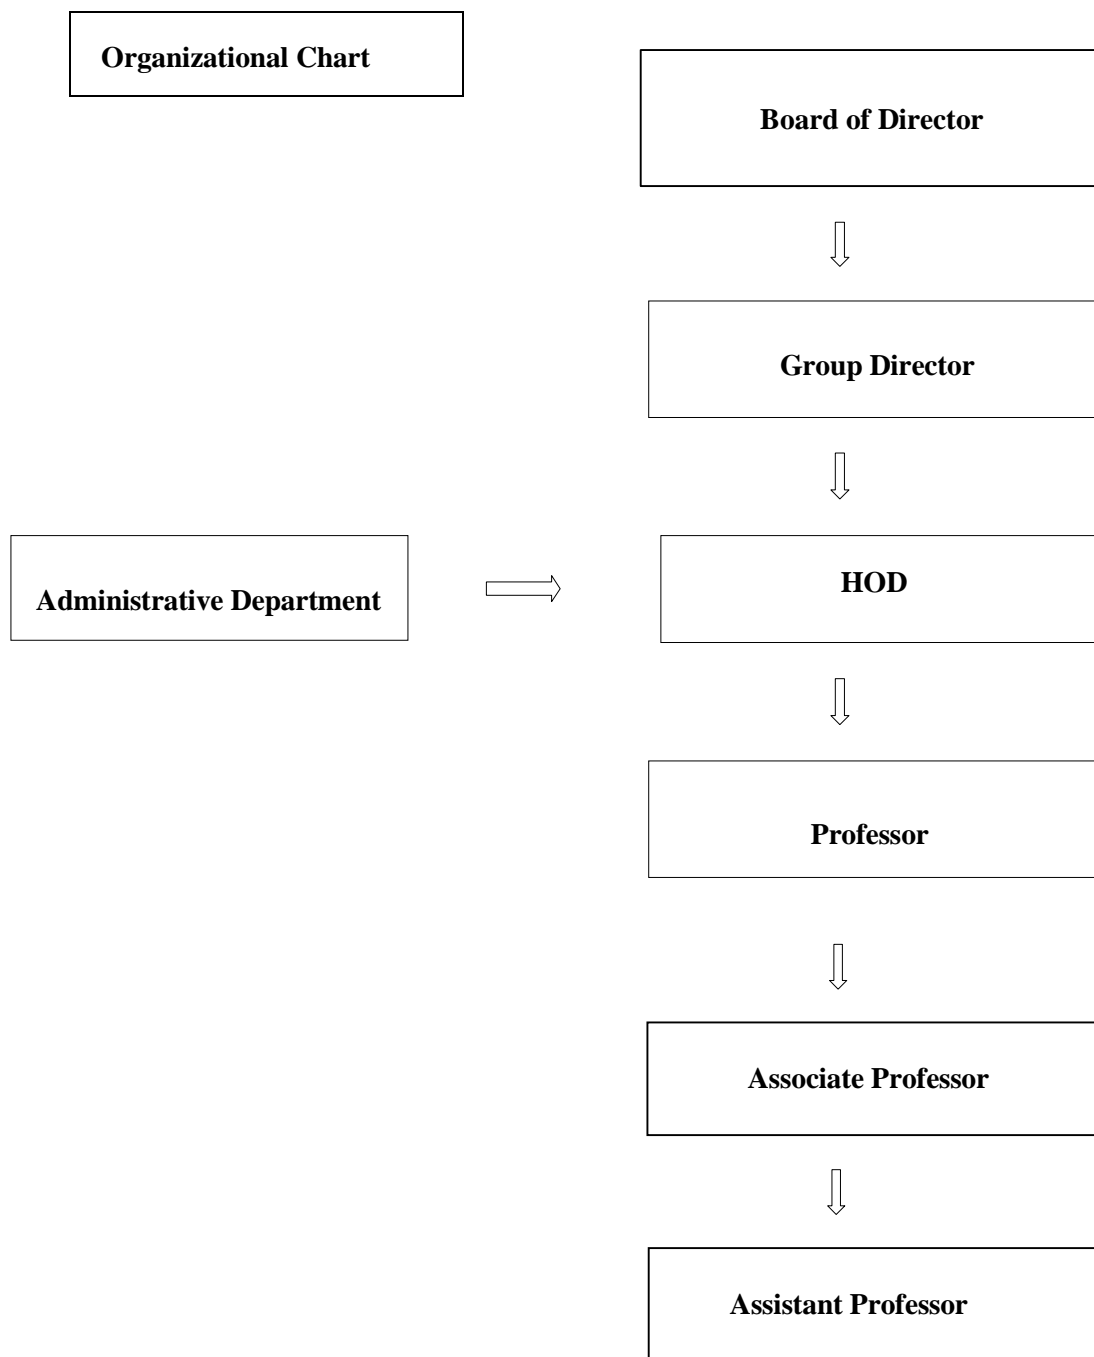 Organizational Chart
Board of Director
Group Director
Administrative Department
HOD
Professor
Associate Professor
Assistant Professor